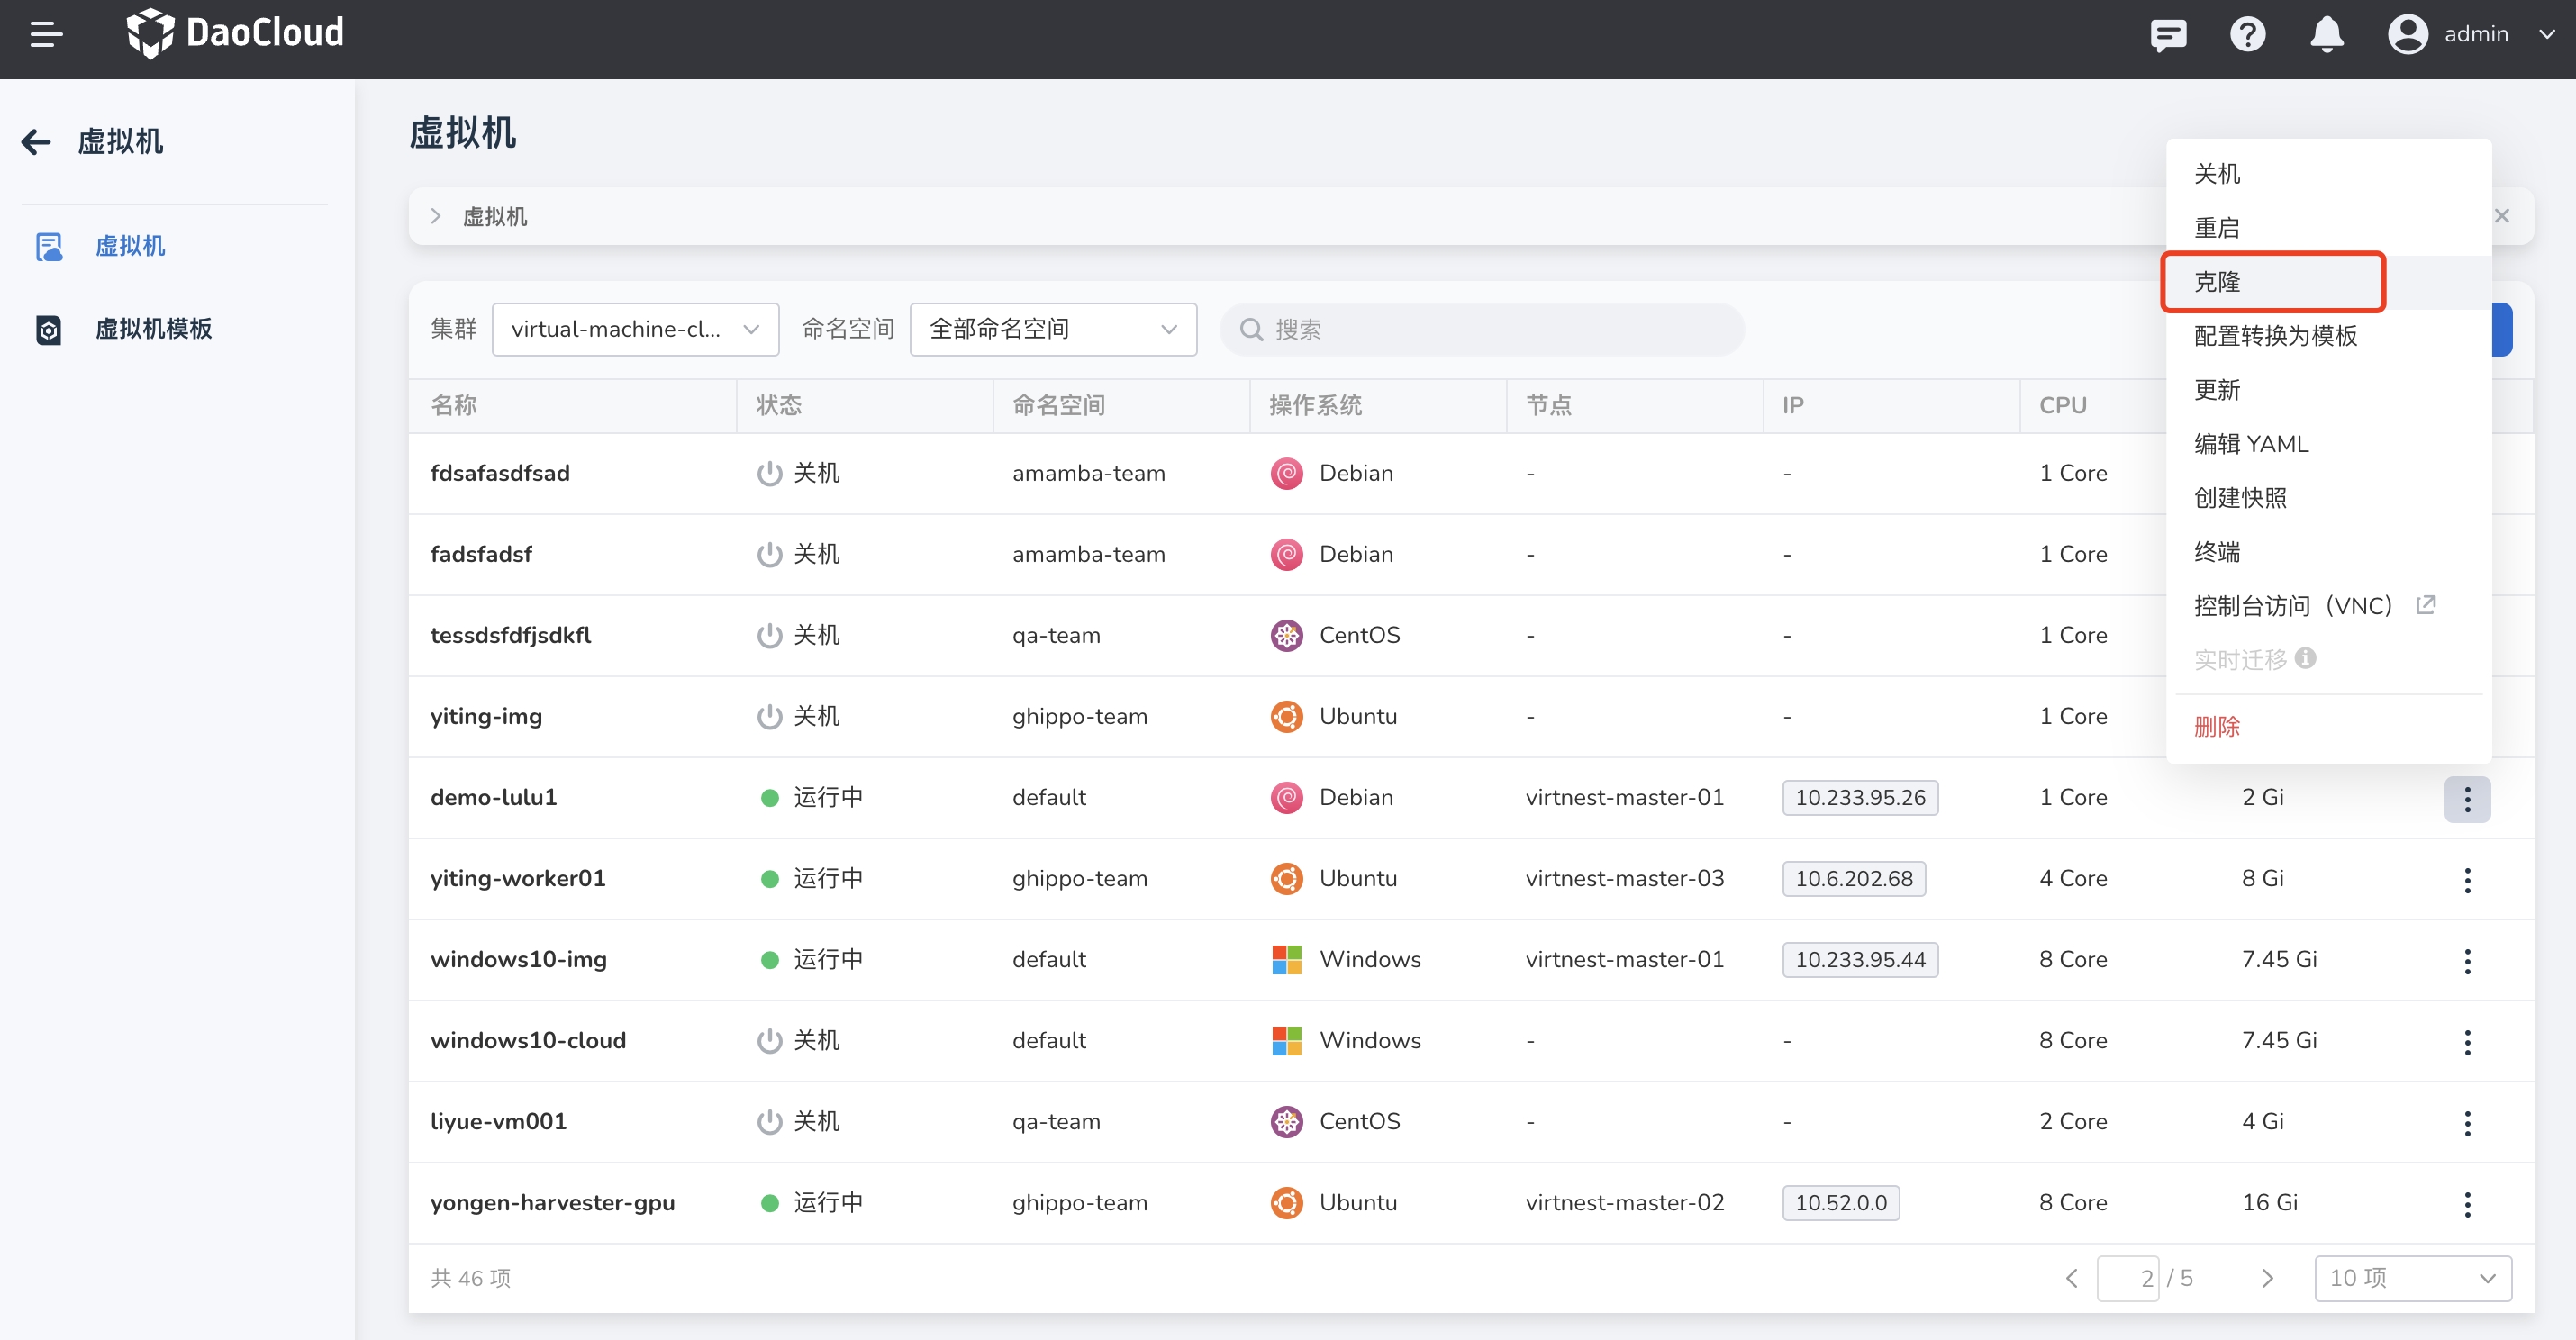 DaoCloud
admin
虚拟机
虚拟机
虚拟机模板
虚拟机
虚拟机
集群 virtual-machine-cl... 命名空间 全部命名空间 搜索
名称 状态 命名空间 操作系统 节点 IP CPU
fdsafasdfsad 关机 amamba-team Debian - - 1 Core
fadsfadsf 关机 amamba-team Debian - - 1 Core
tessdsfdfjsdkfl 关机 qa-team CentOS - - 1 Core
yiting-img 关机 ghippo-team Ubuntu - - 1 Core
demo-lulu1 运行中 default Debian virtnest-master-01 10.233.95.26 1 Core 2 Gi
yiting-worker01 运行中 ghippo-team Ubuntu virtnest-master-03 10.6.202.68 4 Core 8 Gi
windows10-img 运行中 default Windows virtnest-master-01 10.233.95.44 8 Core 7.45 Gi
windows10-cloud 关机 default Windows - - 8 Core 7.45 Gi
liyue-vm001 关机 qa-team CentOS - - 2 Core 4 Gi
yongen-harvester-gpu 运行中 ghippo-team Ubuntu virtnest-master-02 10.52.0.0 8 Core 16 Gi
共 46 项 2 / 5 10 项
关机
重启
克隆
配置转换为模板
更新
编辑 YAML
创建快照
终端
控制台访问（VNC）
实时迁移
删除